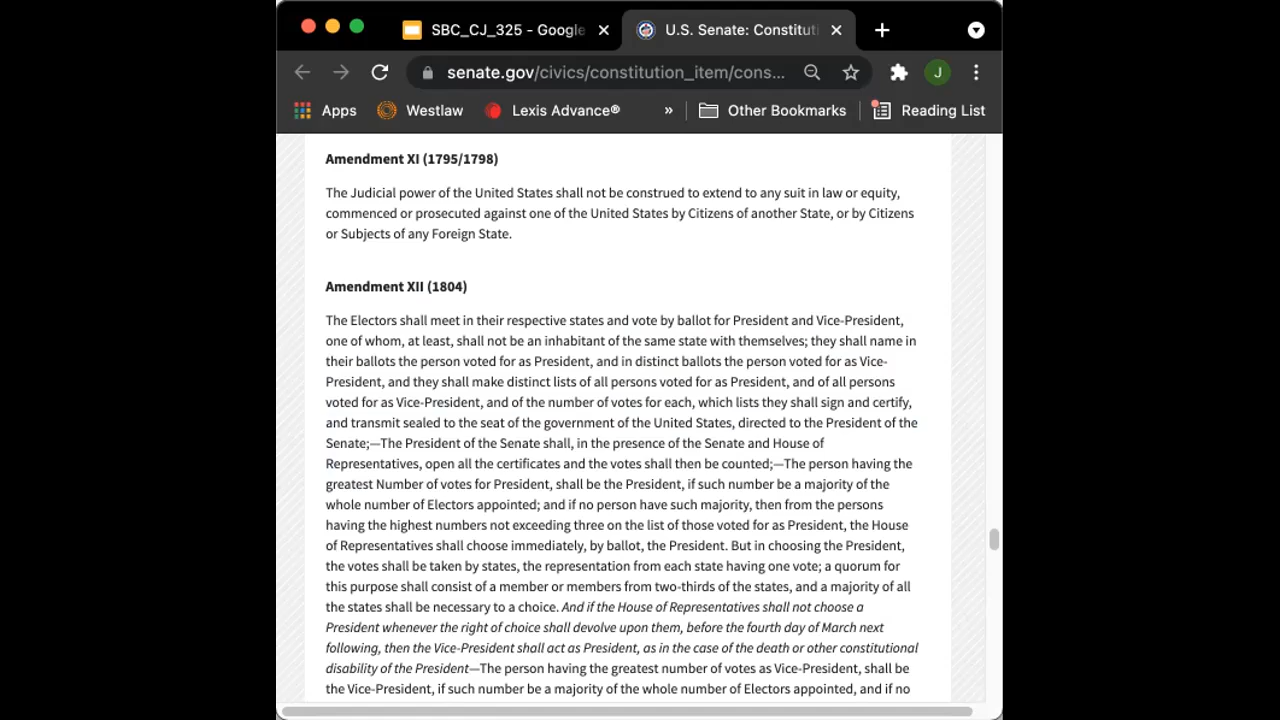 SBC_CJ_325 - Google
U.S. Senate: Constituti
senate.gov/civics/constitution_item/cons...
J
Apps
Westlaw
Lexis Advance®
»
Other Bookmarks
Reading List
Amendment XI (1795/1798)
The Judicial power of the United States shall not be construed to extend to any suit in law or equity,
commenced or prosecuted against one of the United States by Citizens of another State, or by Citizens
or Subjects of any Foreign State.
Amendment XII (1804)
The Electors shall meet in their respective states and vote by ballot for President and Vice-President,
one of whom, at least, shall not be an inhabitant of the same state with themselves; they shall name in
their ballots the person voted for as President, and in distinct ballots the person voted for as Vice-
President, and they shall make distinct lists of all persons voted for as President, and of all persons
voted for as Vice-President, and of the number of votes for each, which lists they shall sign and certify,
and transmit sealed to the seat of the government of the United States, directed to the President of the
Senate;—The President of the Senate shall, in the presence of the Senate and House of
Representatives, open all the certificates and the votes shall then be counted;—The person having the
greatest Number of votes for President, shall be the President, if such number be a majority of the
whole number of Electors appointed; and if no person have such majority, then from the persons
having the highest numbers not exceeding three on the list of those voted for as President, the House
of Representatives shall choose immediately, by ballot, the President. But in choosing the President,
the votes shall be taken by states, the representation from each state having one vote; a quorum for
this purpose shall consist of a member or members from two-thirds of the states, and a majority of all
the states shall be necessary to a choice. And if the House of Representatives shall not choose a
President whenever the right of choice shall devolve upon them, before the fourth day of March next
following, then the Vice-President shall act as President, as in the case of the death or other constitutional
disability of the President—The person having the greatest number of votes as Vice-President, shall be
the Vice-President, if such number be a majority of the whole number of Electors appointed, and if no